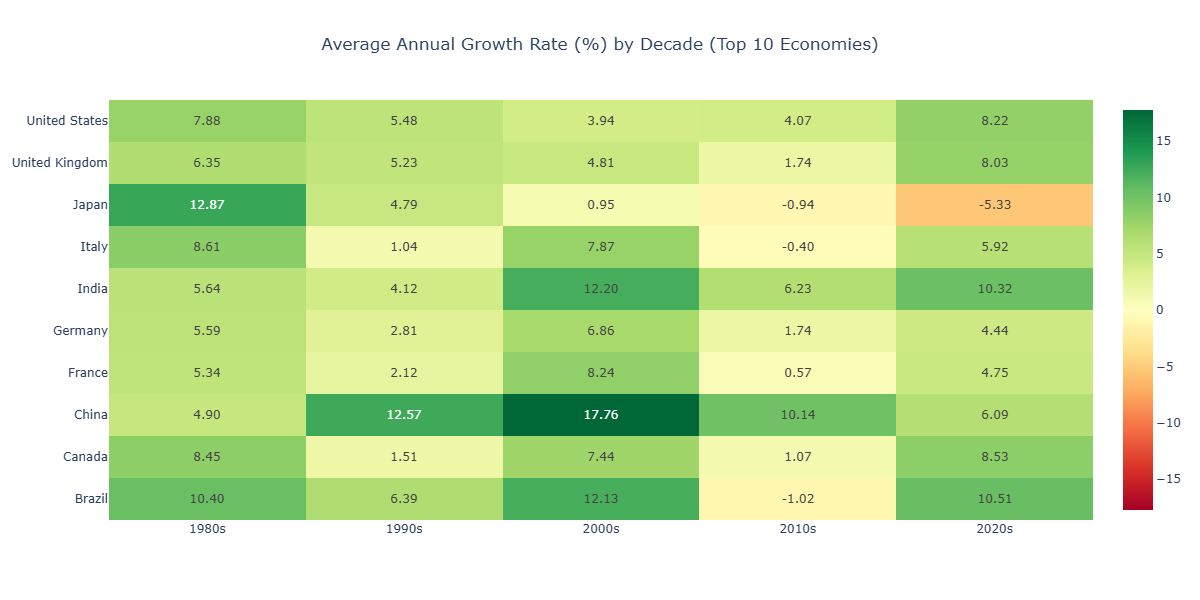 Average Annual Growth Rate (%) by Decade (Top 10 Economies)
United States 7.88 5.48 3.94 4.07 8.22
United Kingdom 6.35 5.23 4.81 1.74 8.03
Japan 12.87 4.79 0.95 -0.94 -5.33
Italy 8.61 1.04 7.87 -0.40 5.92
India 5.64 4.12 12.20 6.23 10.32
Germany 5.59 2.81 6.86 1.74 4.44
France 5.34 2.12 8.24 0.57 4.75
China 4.90 12.57 17.76 10.14 6.09
Canada 8.45 1.51 7.44 1.07 8.53
Brazil 10.40 6.39 12.13 -1.02 10.51
1980s 1990s 2000s 2010s 2020s
15
10
5
0
−5
−10
−15